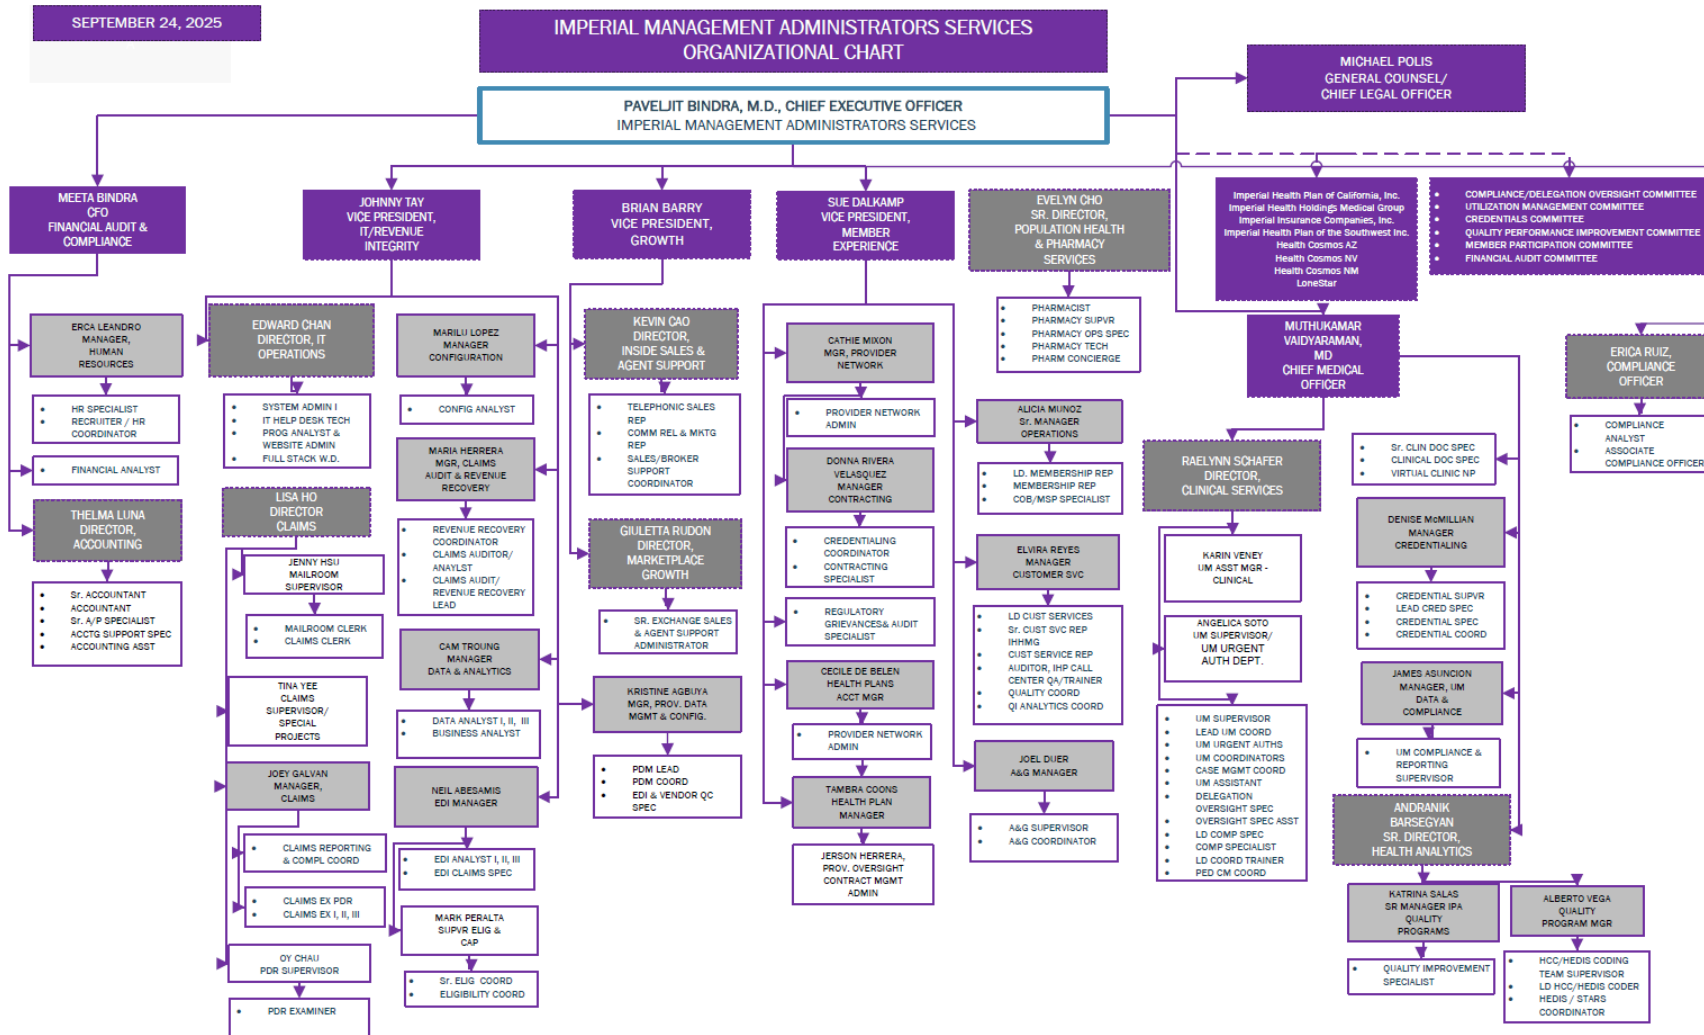 SEPTEMBER 24, 2025
IMPERIAL MANAGEMENT ADMINISTRATORS SERVICES
ORGANIZATIONAL CHART
MICHAEL POLIS
GENERAL COUNSEL/
CHIEF LEGAL OFFICER
PAVELJIT BINDRA, M.D., CHIEF EXECUTIVE OFFICER
IMPERIAL MANAGEMENT ADMINISTRATORS SERVICES
MEETA BINDRA
CFO
FINANCIAL AUDIT &
COMPLIANCE
JOHNNY TAY
VICE PRESIDENT,
IT/REVENUE
INTEGRITY
BRIAN BARRY
VICE PRESIDENT,
GROWTH
SUE DALKAMP
VICE PRESIDENT,
MEMBER
EXPERIENCE
EVELYN CHO
SR. DIRECTOR,
POPULATION HEALTH
& PHARMACY
SERVICES
Imperial Health Plan of California, Inc.
Imperial Health Holdings Medical Group
Imperial Insurance Companies, Inc.
Imperial Health Plan of the Southwest Inc.
Health Cosmos AZ
Health Cosmos NV
Health Cosmos NM
LoneStar
• COMPLIANCE/DELEGATION OVERSIGHT COMMITTEE
• UTILIZATION MANAGEMENT COMMITTEE
• CREDENTIALS COMMITTEE
• QUALITY PERFORMANCE IMPROVEMENT COMMITTEE
• MEMBER PARTICIPATION COMMITTEE
• FINANCIAL AUDIT COMMITTEE
ERCA LEANDRO
MANAGER,
HUMAN
RESOURCES
• HR SPECIALIST
• RECRUITER / HR
COORDINATOR
• FINANCIAL ANALYST
THELMA LUNA
DIRECTOR,
ACCOUNTING
• Sr. ACCOUNTANT
• ACCOUNTANT
• Sr. A/P SPECIALIST
• ACCTG SUPPORT SPEC
• ACCOUNTING ASST
EDWARD CHAN
DIRECTOR, IT
OPERATIONS
• SYSTEM ADMIN I
• IT HELP DESK TECH
• PROG ANALYST &
WEBSITE ADMIN
• FULL STACK W.D.
LISA HO
DIRECTOR
CLAIMS
JENNY HSU
MAILROOM
SUPERVISOR
• MAILROOM CLERK
• CLAIMS CLERK
TINA YEE
CLAIMS
SUPERVISOR/
SPECIAL
PROJECTS
JOEY GALVAN
MANAGER,
CLAIMS
• CLAIMS REPORTING
& COMPL COORD
• CLAIMS EX PDR
• CLAIMS EX I, II, III
OY CHAU
PDR SUPERVISOR
• PDR EXAMINER
MARILU LOPEZ
MANAGER
CONFIGURATION
• CONFIG ANALYST
MARIA HERRERA
MGR, CLAIMS
AUDIT & REVENUE
RECOVERY
• REVENUE RECOVERY
COORDINATOR
• CLAIMS AUDITOR/
ANAYLST
• CLAIMS AUDIT/
REVENUE RECOVERY
LEAD
CAM TROUNG
MANAGER
DATA & ANALYTICS
• DATA ANALYST I, II, III
• BUSINESS ANALYST
NEIL ABESAMIS
EDI MANAGER
• EDI ANALYST I, II, III
• EDI CLAIMS SPEC
MARK PERALTA
SUPVR ELIG &
CAP
• Sr. ELIG COORD
• ELIGIBILITY COORD
KEVIN CAO
DIRECTOR,
INSIDE SALES &
AGENT SUPPORT
• TELEPHONIC SALES
REP
• COMM REL & MKTG
REP
• SALES/BROKER
SUPPORT
COORDINATOR
GIULETTA RUDON
DIRECTOR,
MARKETPLACE
GROWTH
• SR. EXCHANGE SALES
& AGENT SUPPORT
ADMINISTRATOR
KRISTINE AGBUYA
MGR, PROV. DATA
MGMT & CONFIG.
• PDM LEAD
• PDM COORD
• EDI & VENDOR QC
SPEC
CATHIE MIXON
MGR, PROVIDER
NETWORK
• PROVIDER NETWORK
ADMIN
DONNA RIVERA
VELASQUEZ
MANAGER
CONTRACTING
• CREDENTIALING
COORDINATOR
• CONTRACTING
SPECIALIST
• REGULATORY
GRIEVANCES& AUDIT
SPECIALIST
CECILE DE BELEN
HEALTH PLANS
ACCT MGR
• PROVIDER NETWORK
ADMIN
TAMBRA COONS
HEALTH PLAN
MANAGER
JERSON HERRERA,
PROV. OVERSIGHT
CONTRACT MGMT
ADMIN
• PHARMACIST
• PHARMACY SUPVR
• PHARMACY OPS SPEC
• PHARMACY TECH
• PHARM CONCIERGE
ALICIA MUNOZ
Sr. MANAGER
OPERATIONS
• LD. MEMBERSHIP REP
• MEMBERSHIP REP
• COB/MSP SPECIALIST
ELVIRA REYES
MANAGER
CUSTOMER SVC
• LD CUST SERVICES
• Sr. CUST SVC REP
IHHMG
• CUST SERVICE REP
• AUDITOR, IHP CALL
CENTER QA/TRAINER
• QUALITY COORD
• QI ANALYTICS COORD
JOEL DUER
A&G MANAGER
• A&G SUPERVISOR
• A&G COORDINATOR
MUTHUKAMAR
VAIDYARAMAN,
MD
CHIEF MEDICAL
OFFICER
RAELYNN SCHAFER
DIRECTOR,
CLINICAL SERVICES
KARIN VENEY
UM ASST MGR -
CLINICAL
ANGELICA SOTO
UM SUPERVISOR/
UM URGENT
AUTH DEPT.
• UM SUPERVISOR
• LEAD UM COORD
• UM URGENT AUTHS
• UM COORDINATORS
• CASE MGMT COORD
• UM ASSISTANT
• DELEGATION
OVERSIGHT SPEC
• OVERSIGHT SPEC ASST
• LD COMP SPEC
• COMP SPECIALIST
• LD COORD TRAINER
• PED CM COORD
• Sr. CLIN DOC SPEC
• CLINICAL DOC SPEC
• VIRTUAL CLINIC NP
DENISE McMILLIAN
MANAGER
CREDENTIALING
• CREDENTIAL SUPVR
• LEAD CRED SPEC
• CREDENTIAL SPEC
• CREDENTIAL COORD
JAMES ASUNCION
MANAGER, UM
DATA &
COMPLIANCE
• UM COMPLIANCE &
REPORTING
SUPERVISOR
ANDRANIK
BARSEGYAN
SR. DIRECTOR,
HEALTH ANALYTICS
KATRINA SALAS
SR MANAGER IPA
QUALITY
PROGRAMS
• QUALITY IMPROVEMENT
SPECIALIST
ALBERTO VEGA
QUALITY
PROGRAM MGR
• HCC/HEDIS CODING
TEAM SUPERVISOR
• LD HCC/HEDIS CODER
• HEDIS / STARS
COORDINATOR
ERICA RUIZ,
COMPLIANCE
OFFICER
• COMPLIANCE
ANALYST
• ASSOCIATE
COMPLIANCE OFFICER